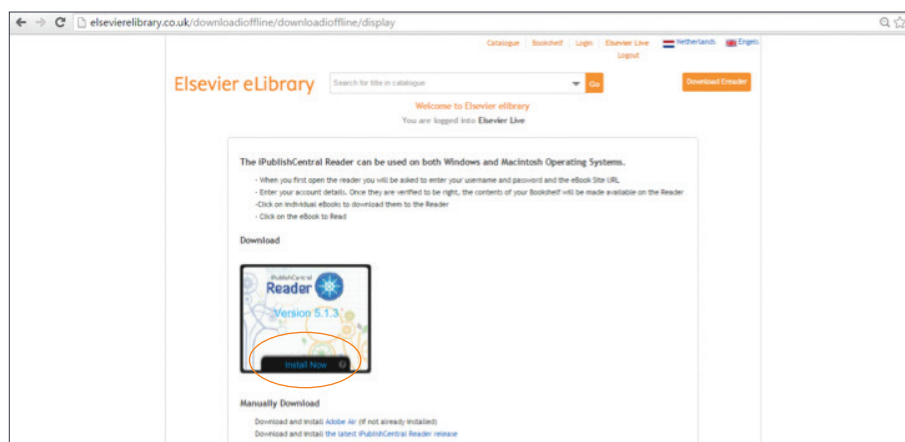 elsevierelibrary.co.uk/downloadioffline/downloadioffline/display
Catalogue Bookshelf Login Elsevier Live Netherlands Engels
Logout
Elsevier eLibrary Search for title in catalogue Go Download Ereader
Welcome to Elsevier elibrary
You are logged into Elsevier Live
The iPublishCentral Reader can be used on both Windows and Macintosh Operating Systems.
- When you first open the reader you will be asked to enter your username and password and the eBook Site URL
- Enter your account details. Once they are verified to be right, the contents of your Bookshelf will be made available on the Reader
-Click on individual eBooks to download them to the Reader
- Click on the eBook to Read
Download
iPublishCentral
Reader
Version 5.1.3
Install Now
Manually Download
Download and install Adobe Air (if not already installed)
Download and install the latest iPublishCentral Reader release